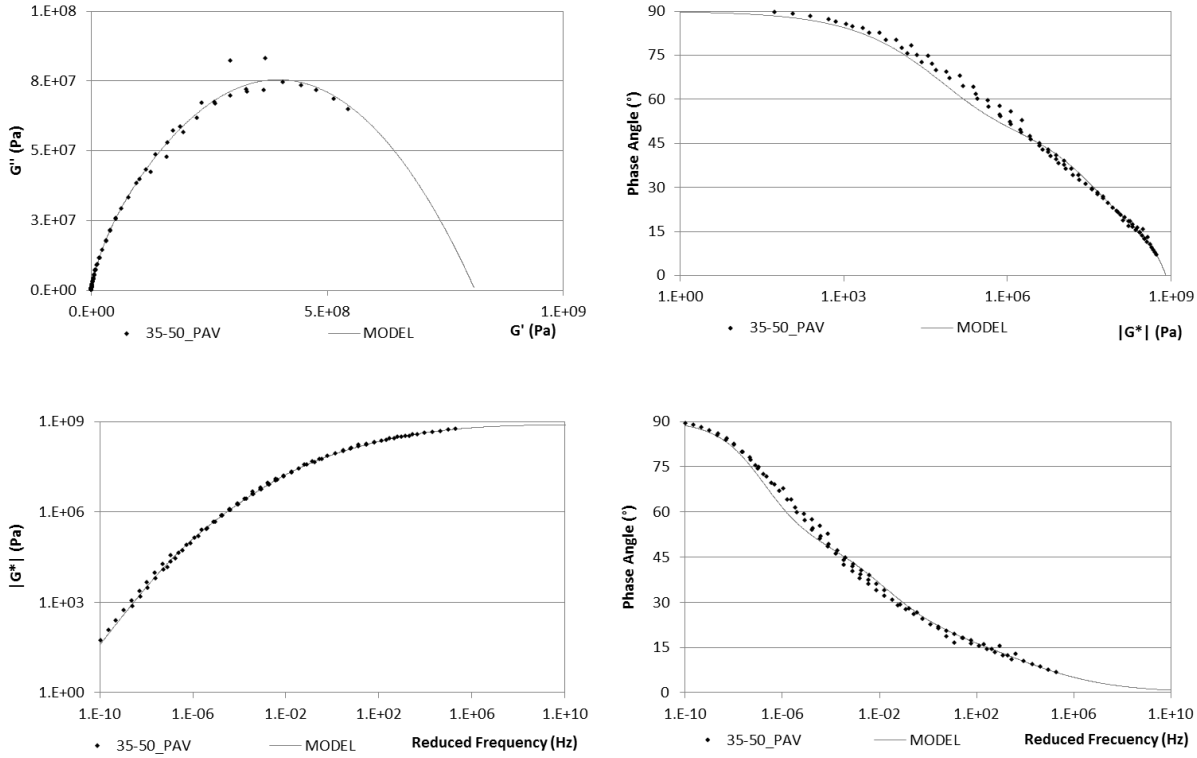 1.E+08
8.E+07
5.E+07
3.E+07
0.E+00
G'' (Pa)
0.E+00
5.E+08
1.E+09
35-50_PAV
MODEL
G' (Pa)
90
75
60
45
30
15
0
Phase Angle (°)
1.E+00
1.E+03
1.E+06
1.E+09
35-50_PAV
MODEL
|G*| (Pa)
1.E+09
1.E+06
1.E+03
1.E+00
|G*| (Pa)
1.E-10
1.E-06
1.E-02
1.E+02
1.E+06
1.E+10
35-50_PAV
MODEL
Reduced Frequency (Hz)
90
75
60
45
30
15
0
Phase Angle (°)
1.E-10
1.E-06
1.E-02
1.E+02
1.E+06
1.E+10
35-50_PAV
MODEL
Reduced Frecuency (Hz)